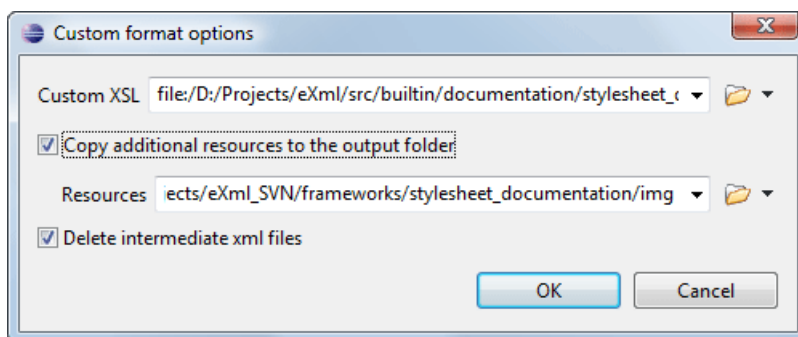 Custom format options
Custom XSL file:/D:/Projects/eXml/src/builtin/documentation/stylesheet_
Copy additional resources to the output folder
Resources ects/eXml_SVN/frameworks/stylesheet_documentation/img
Delete intermediate xml files
OK Cancel